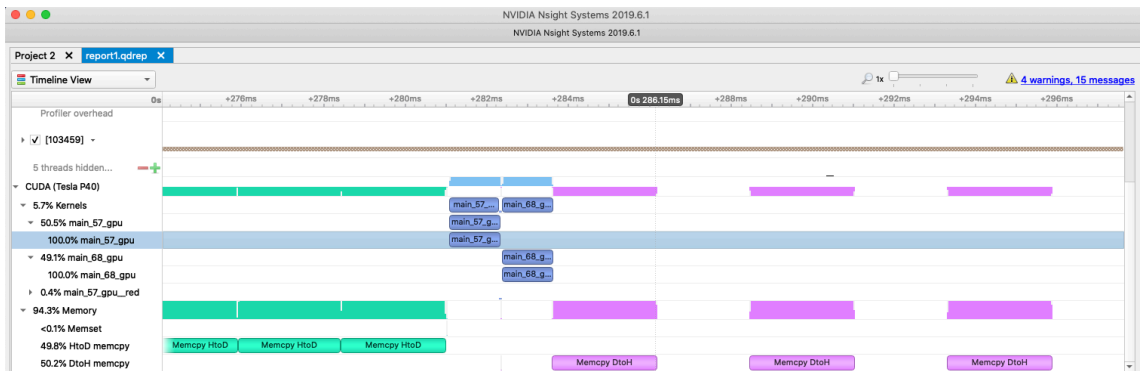 NVIDIA Nsight Systems 2019.6.1
NVIDIA Nsight Systems 2019.6.1
Project 2 X report1.qdrep X
Timeline View 1x 4 warnings, 15 messages
0s +276ms +278ms +280ms +282ms +284ms 0s 286.15ms +288ms +290ms +292ms +294ms +296ms
Profiler overhead
[103459]
5 threads hidden...
CUDA (Tesla P40)
5.7% Kernels main_57_... main_68_g...
50.5% main_57_gpu main_57_g...
100.0% main_57_gpu main_57_g...
49.1% main_68_gpu main_68_g...
100.0% main_68_gpu main_68_g...
0.4% main_57_gpu__red
94.3% Memory
<0.1% Memset
49.8% HtoD memcpy Memcpy HtoD Memcpy HtoD Memcpy HtoD
50.2% DtoH memcpy Memcpy DtoH Memcpy DtoH Memcpy DtoH